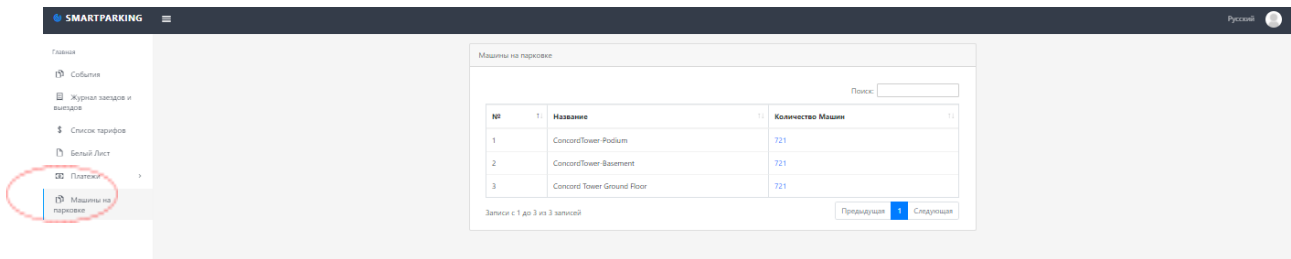 SMARTPARKING
Русский
Главная
События
Журнал заездов и
выездов
$ Список тарифов
Белый Лист
Платежи
Машины на
парковке
Машины на парковке
Поиск:
№ Название Количество Машин
1 ConcordTower-Podium 721
2 ConcordTower-Basement 721
3 Concord Tower Ground Floor 721
Записи с 1 до 3 из 3 записей
Предыдущая 1 Следующая